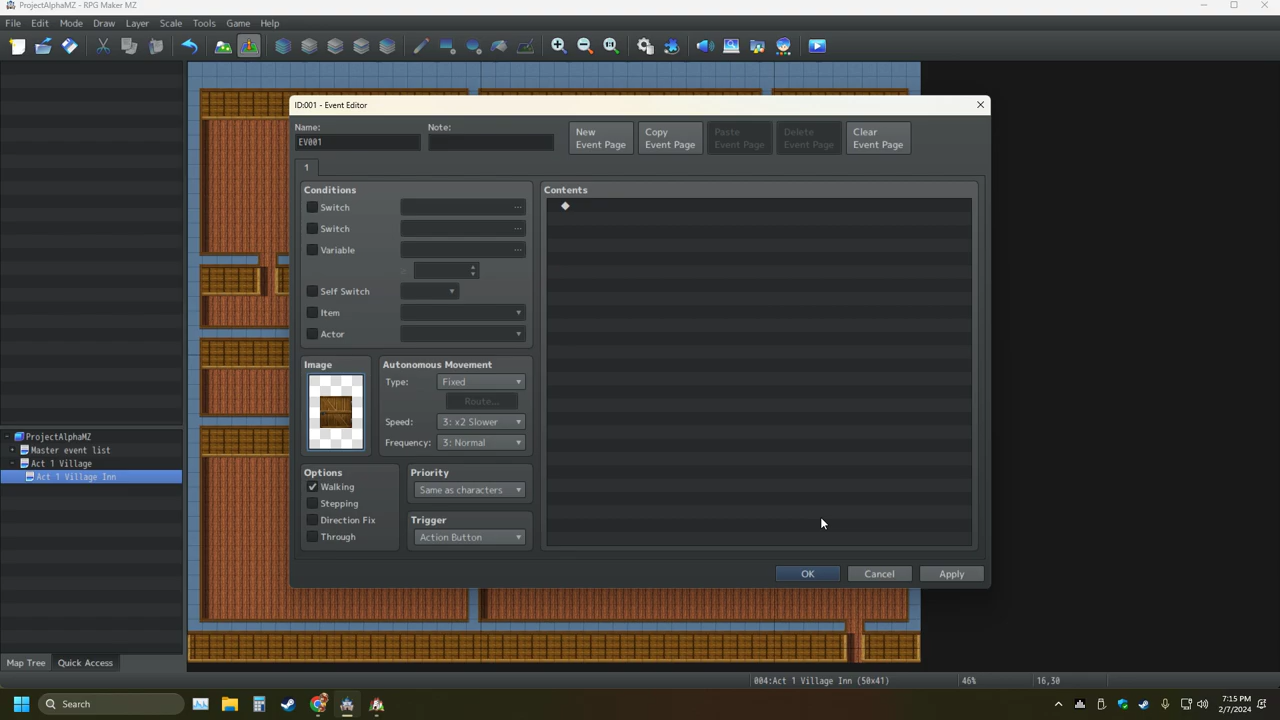 ProjectAlphaMZ - RPG Maker MZ
File Edit Mode Draw Layer Scale Tools Game Help
ID:001 - Event Editor
Name: Note:
EV001
New Event Page
Copy Event Page
Paste Event Page
Delete Event Page
Clear Event Page
1
Conditions
Switch ...
Switch ...
Variable ...
Self Switch
Item
Actor
Image
Autonomous Movement
Type: Fixed
Route...
Speed: 3: x2 Slower
Frequency: 3: Normal
Options
Walking
Stepping
Direction Fix
Through
Priority
Same as characters
Trigger
Action Button
Contents
OK Cancel Apply
ProjectAlphaMZ
Master event list
Act 1 Village
Act 1 Village Inn
Map Tree Quick Access
004:Act 1 Village Inn (50x41) 46% 16,30
Search
7:15 PM
2/7/2024